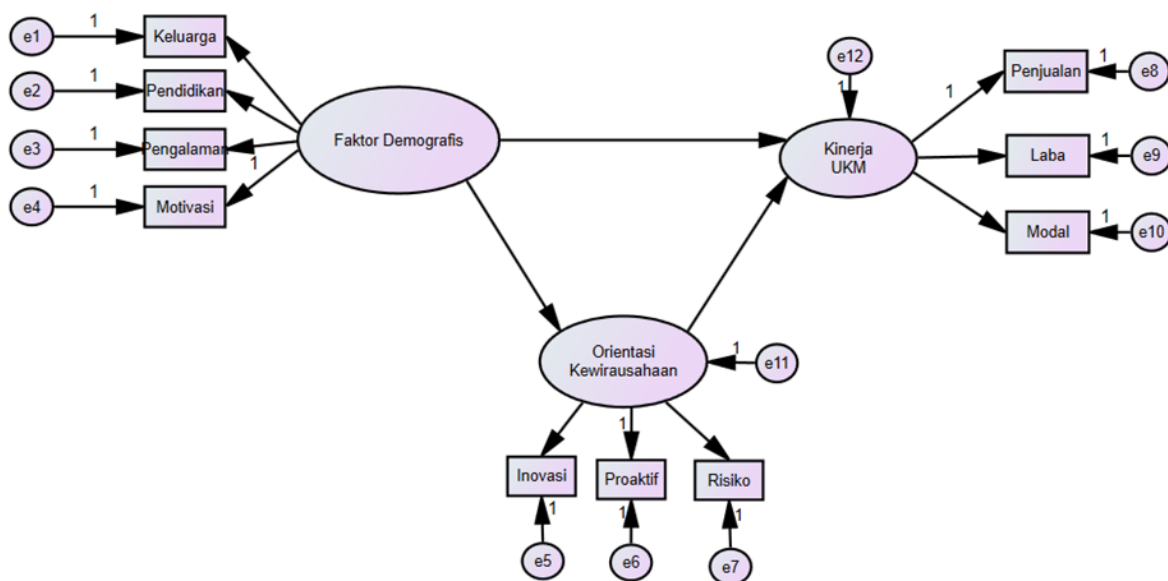 e1
1
Keluarga
e2
1
Pendidikan
e3
1
Pengalaman
1
e4
1
Motivasi
Faktor Demografis
e12
1
Kinerja
UKM
1
Penjualan
1
e8
Laba
1
e9
Modal
1
e10
Orientasi
Kewirausahaan
1
e11
1
Inovasi
Proaktif
Risiko
1
1
1
e5
e6
e7